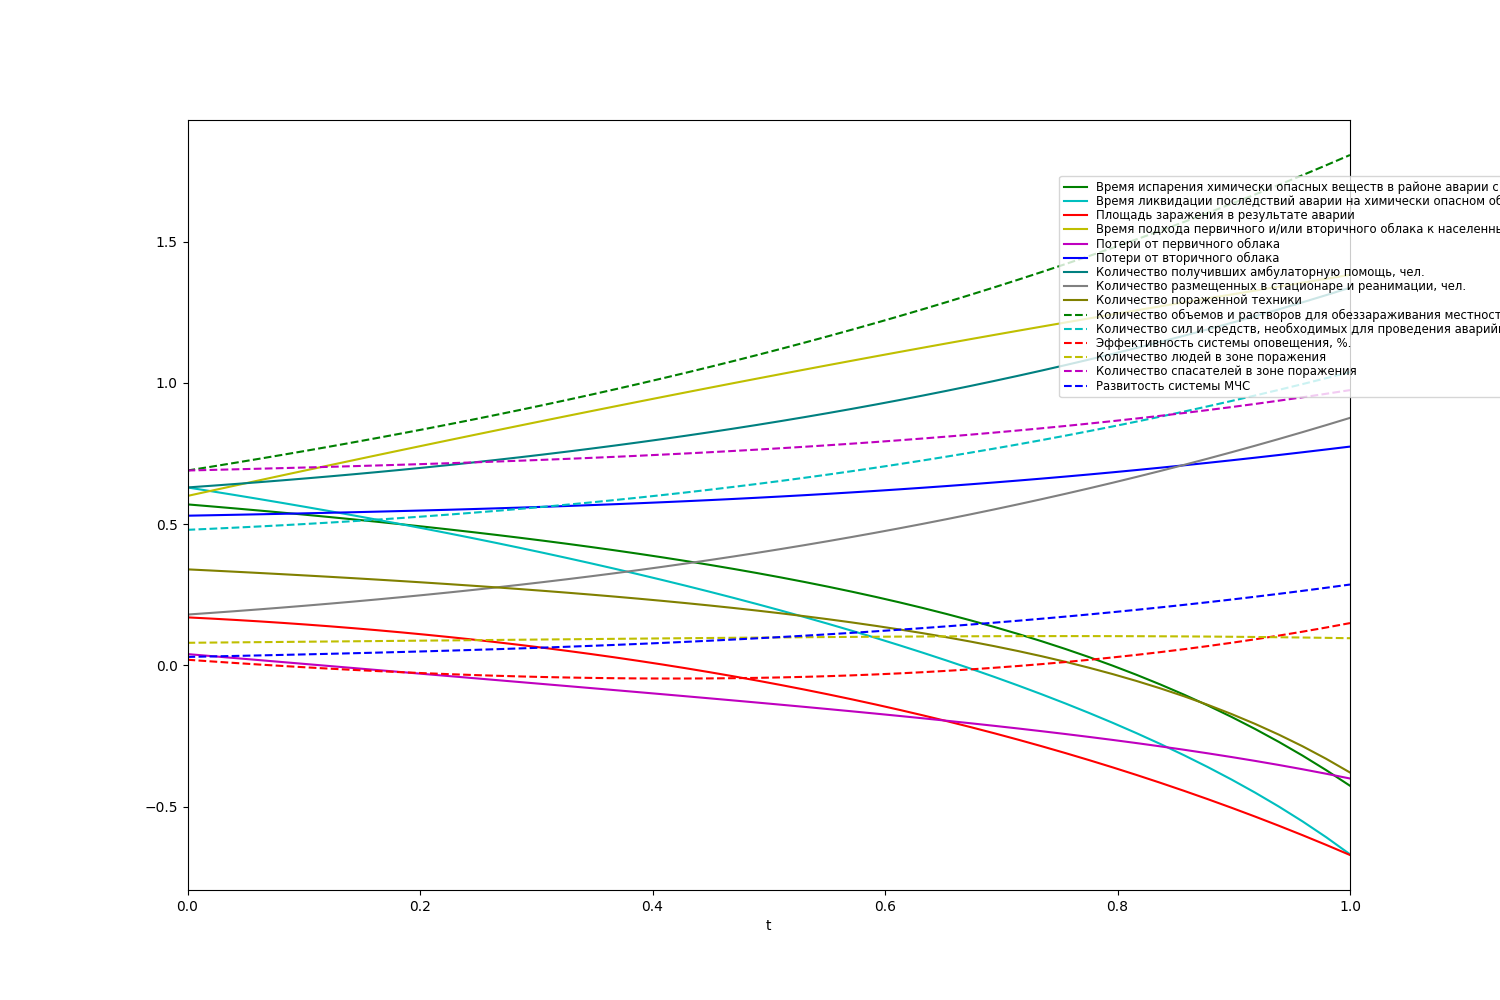 1.5
1.0
0.5
0.0
−0.5
0.0 0.2 0.4 0.6 0.8 1.0
t
Время испарения химически опасных веществ в районе аварии с
Время ликвидации последствий аварии на химически опасном об
Площадь заражения в результате аварии
Время подхода первичного и/или вторичного облака к населенны
Потери от первичного облака
Потери от вторичного облака
Количество получивших амбулаторную помощь, чел.
Количество размещенных в стационаре и реанимации, чел.
Количество пораженной техники
Количество объемов и растворов для обеззараживания местност
Количество сил и средств, необходимых для проведения аварийн
Эффективность системы оповещения, %.
Количество людей в зоне поражения
Количество спасателей в зоне поражения
Развитость системы МЧС